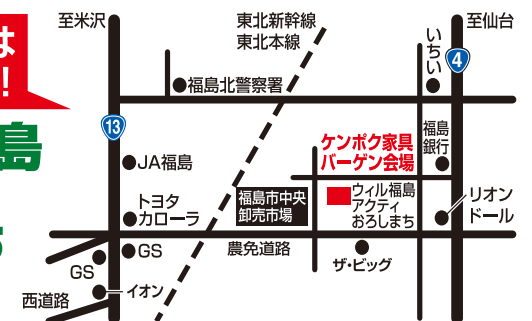 至米沢
東北新幹線
東北本線
至仙台
は
!
いちい
4
福島北警察署
13
島
ケンポク家具
バーゲン会場
福島
銀行
JA福島
トヨタ
カローラ
福島市中央
卸売市場
ウィル福島
アクティ
おろしまち
リオン
ドール
GS
農免道路
ザ・ビッグ
GS
イオン
西道路